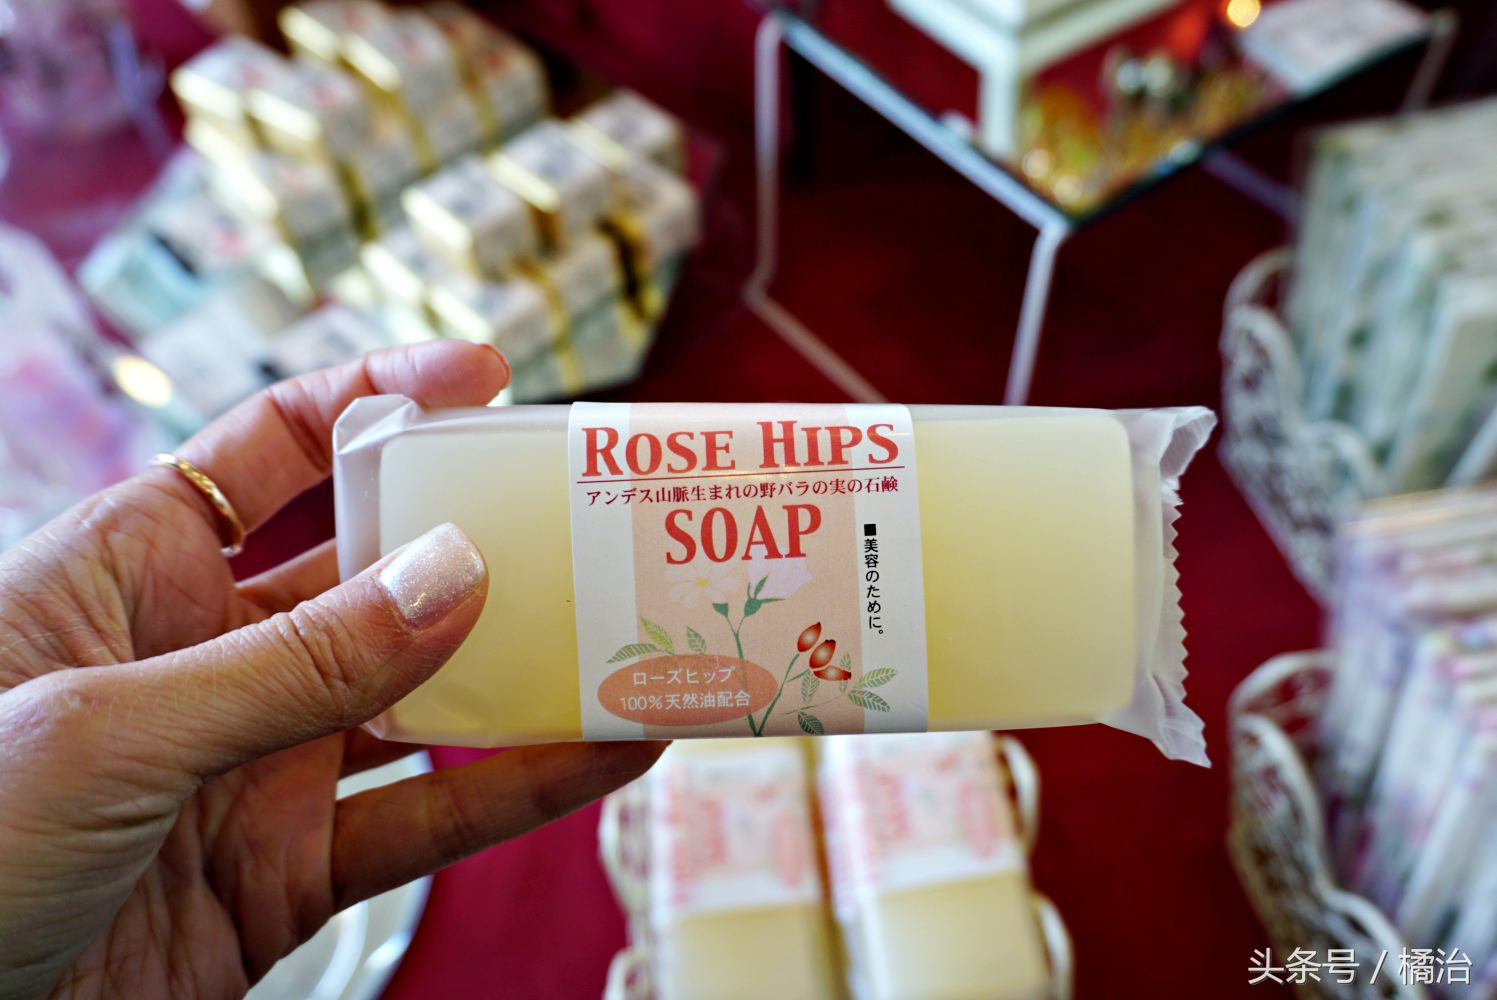 ROSE HIPS
アンデス山脈生まれの野バラの実の石鹸
SOAP
■美容のために。
ローズヒップ
100%天然油配合
头条号 / 橘治